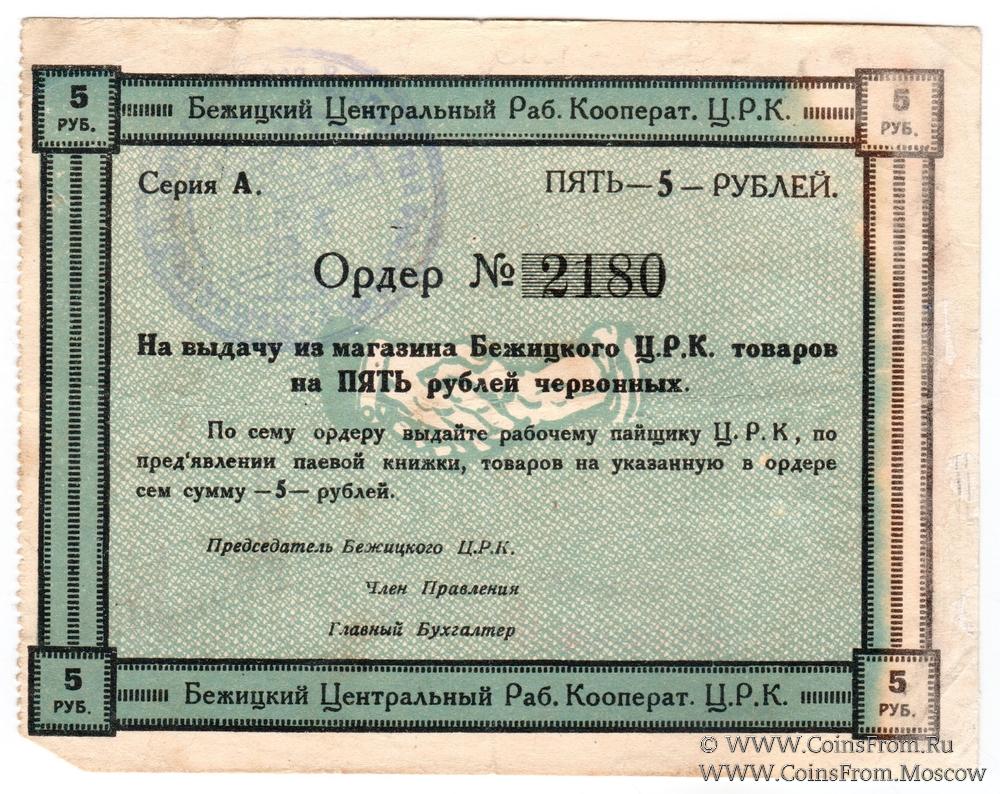 5 РУБ.
Бежицкий Центральный Раб. Кооперат. Ц.Р.К.
5 РУБ.
Серия А.
ПЯТЬ — 5 — РУБЛЕЙ.
Ордер № 2180
На выдачу из магазина Бежицкого Ц.Р.К. товаров
на ПЯТЬ рублей червонных.
По сему ордеру выдайте рабочему пайщику Ц. Р. К, по
пред'явлении паевой книжки, товаров на указанную в ордере
сем сумму —5— рублей.
Председатель Бежицкого Ц.Р.К.
Член Правления
Главный Бухгалтер
5 РУБ.
Бежицкий Центральный Раб. Кооперат. Ц.Р.К.
5 РУБ.
© WWW.CoinsFrom.Ru
WWW.CoinsFrom.Moscow